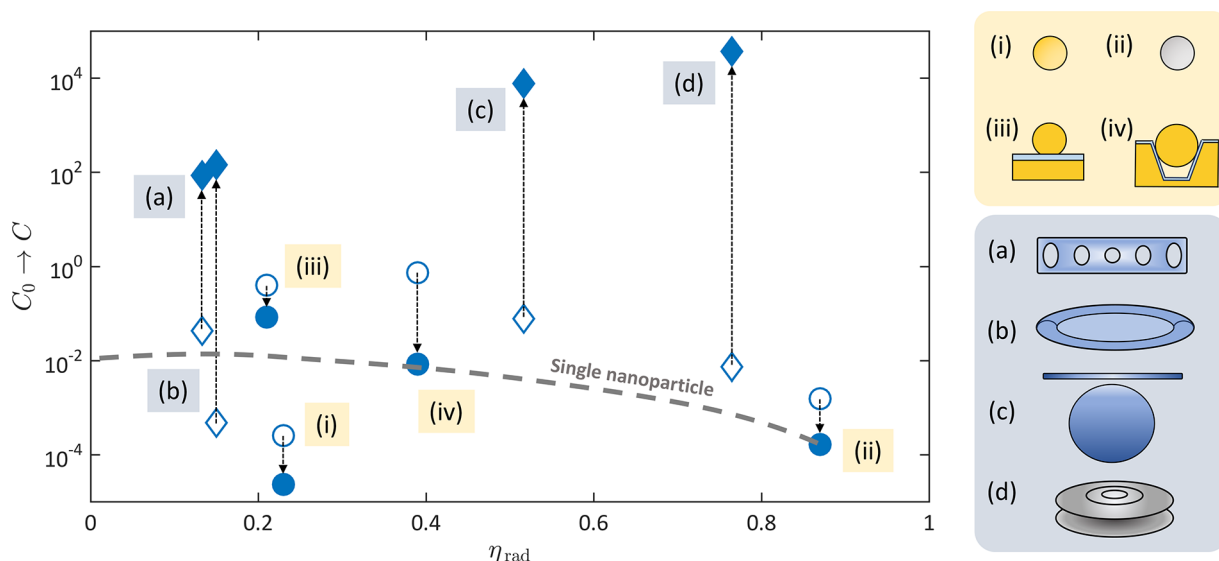 (i)
(ii)
10^4
(d)
(c)
(iii)
(iv)
10^2
(a)
(a)
C_0 → C
10^0
(iii)
(b)
10^-2
Single nanoparticle
(b)
(iv)
(c)
(i)
(ii)
10^-4
(d)
0
0.2
0.4
0.6
0.8
1
η_rad